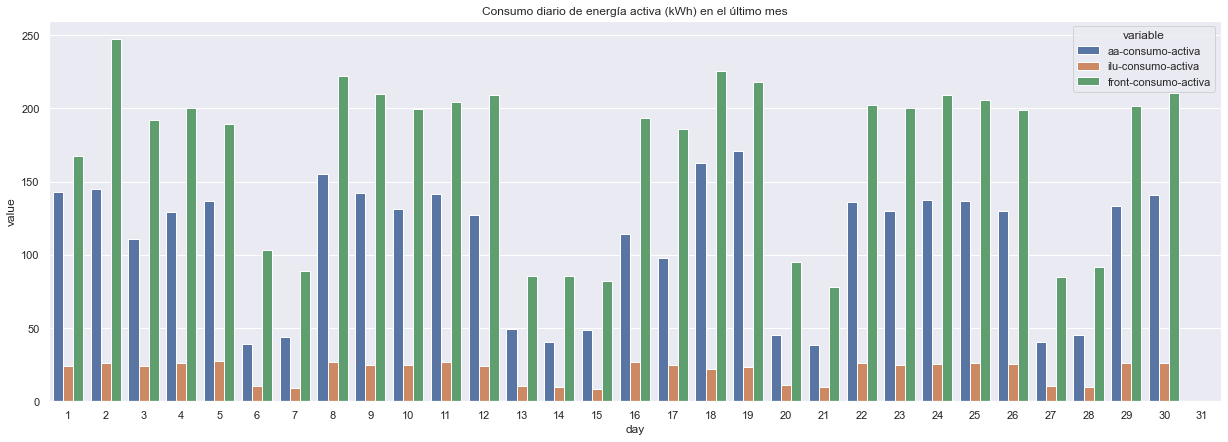 Consumo diario de energía activa (kWh) en el último mes
variable
aa-consumo-activa
ilu-consumo-activa
front-consumo-activa
250
200
150
100
50
0
value
1 2 3 4 5 6 7 8 9 10 11 12 13 14 15 16 17 18 19 20 21 22 23 24 25 26 27 28 29 30 31
day